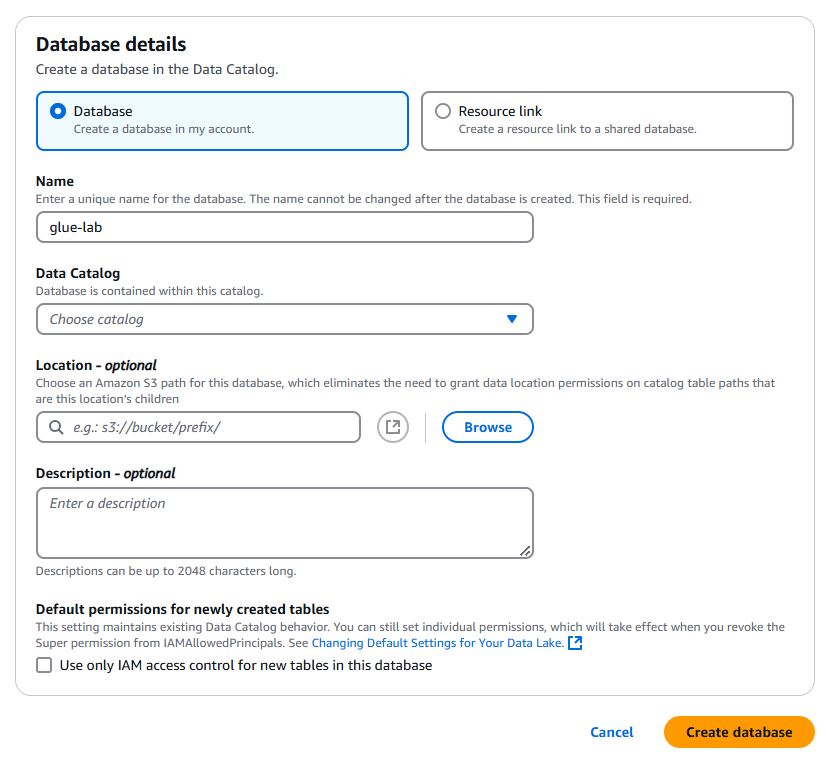 Database details
Create a database in the Data Catalog.
Database
Create a database in my account.
Resource link
Create a resource link to a shared database.
Name
Enter a unique name for the database. The name cannot be changed after the database is created. This field is required.
glue-lab
Data Catalog
Database is contained within this catalog.
Choose catalog
Location - optional
Choose an Amazon S3 path for this database, which eliminates the need to grant data location permissions on catalog table paths that
are this location's children
e.g.: s3://bucket/prefix/
Browse
Description - optional
Enter a description
Descriptions can be up to 2048 characters long.
Default permissions for newly created tables
This setting maintains existing Data Catalog behavior. You can still set individual permissions, which will take effect when you revoke the
Super permission from IAMAllowedPrincipals. See Changing Default Settings for Your Data Lake.
Use only IAM access control for new tables in this database
Cancel
Create database